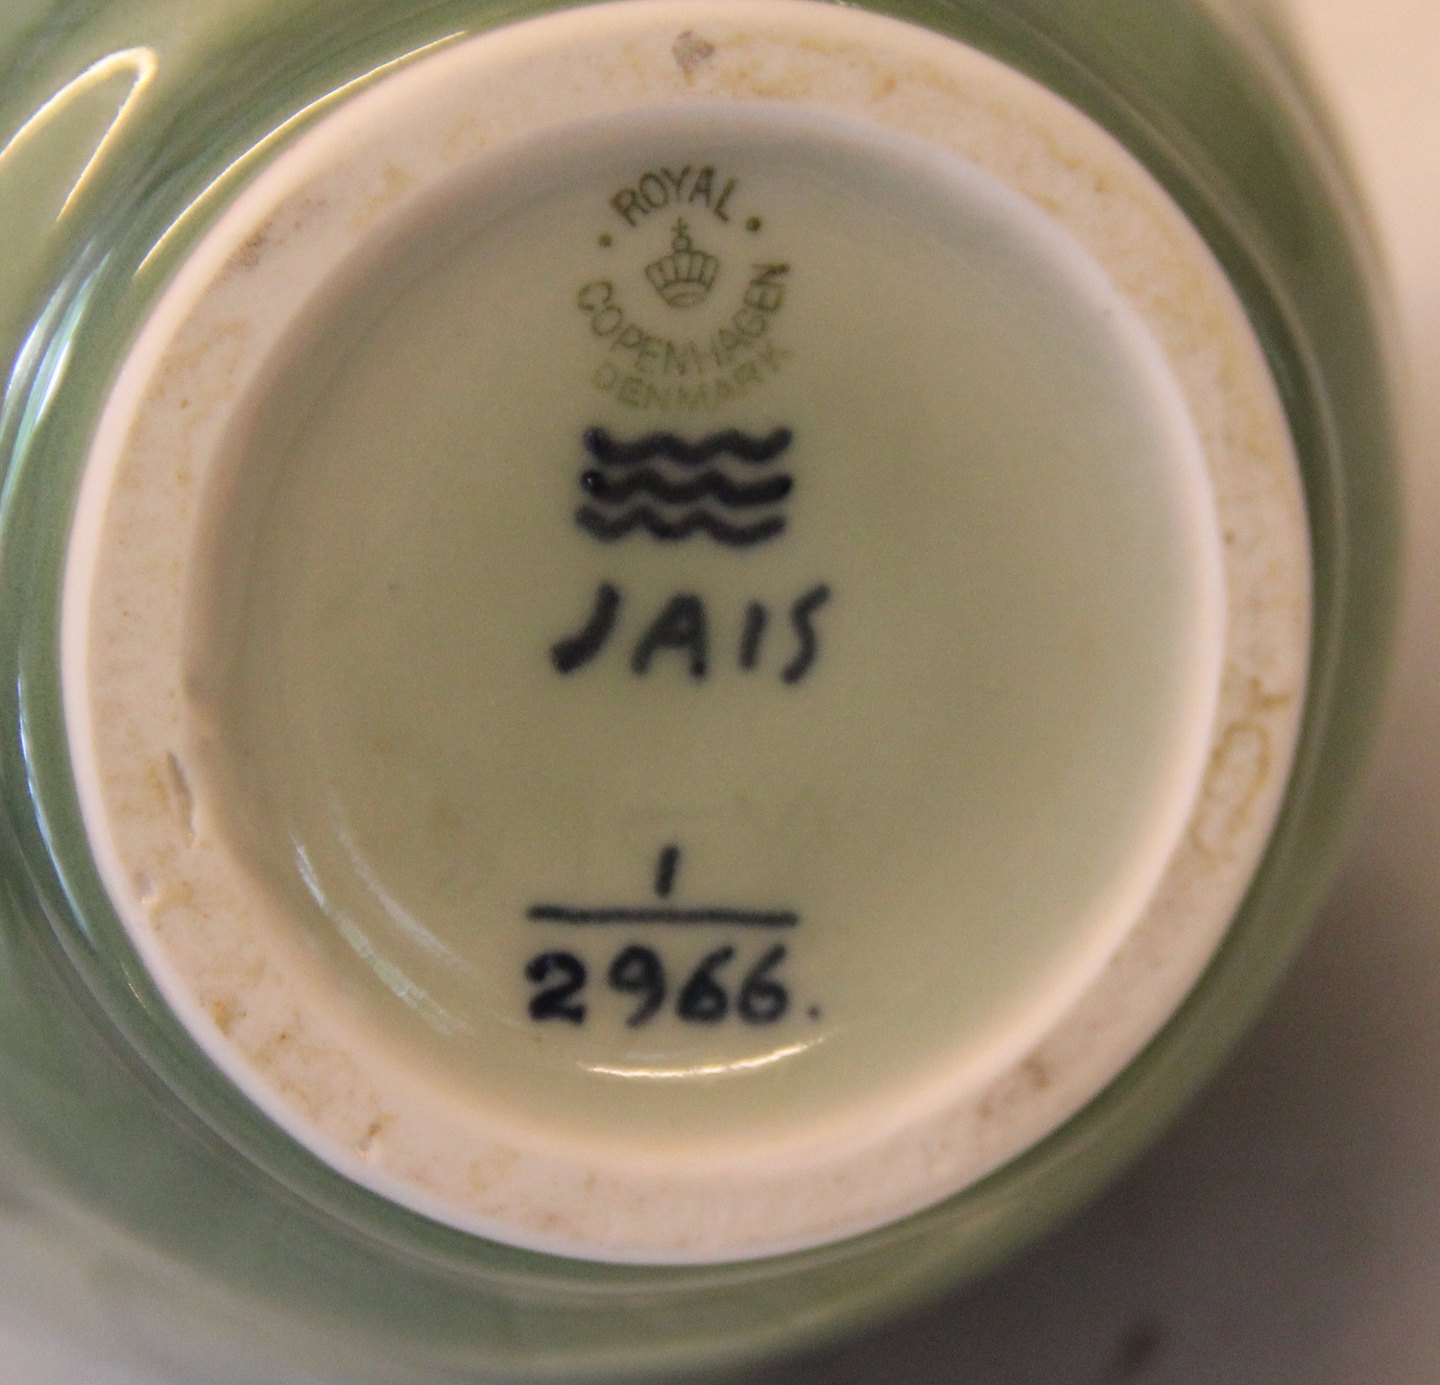 · ROYAL ·
COPENHAGEN
DENMARK
JAIS
1
2966.